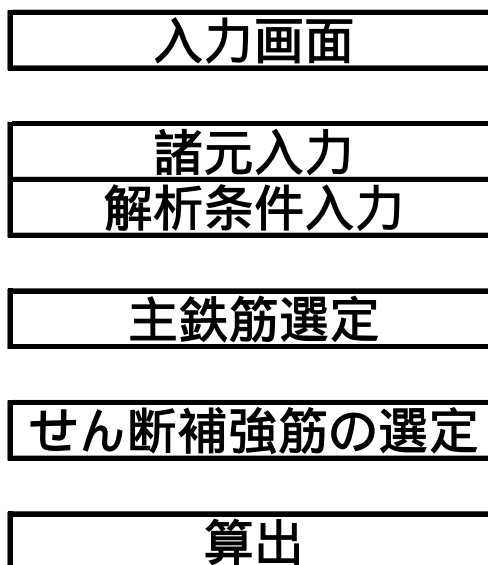 入力画面
諸元入力
解析条件入力
主鉄筋選定
せん断補強筋の選定
算出